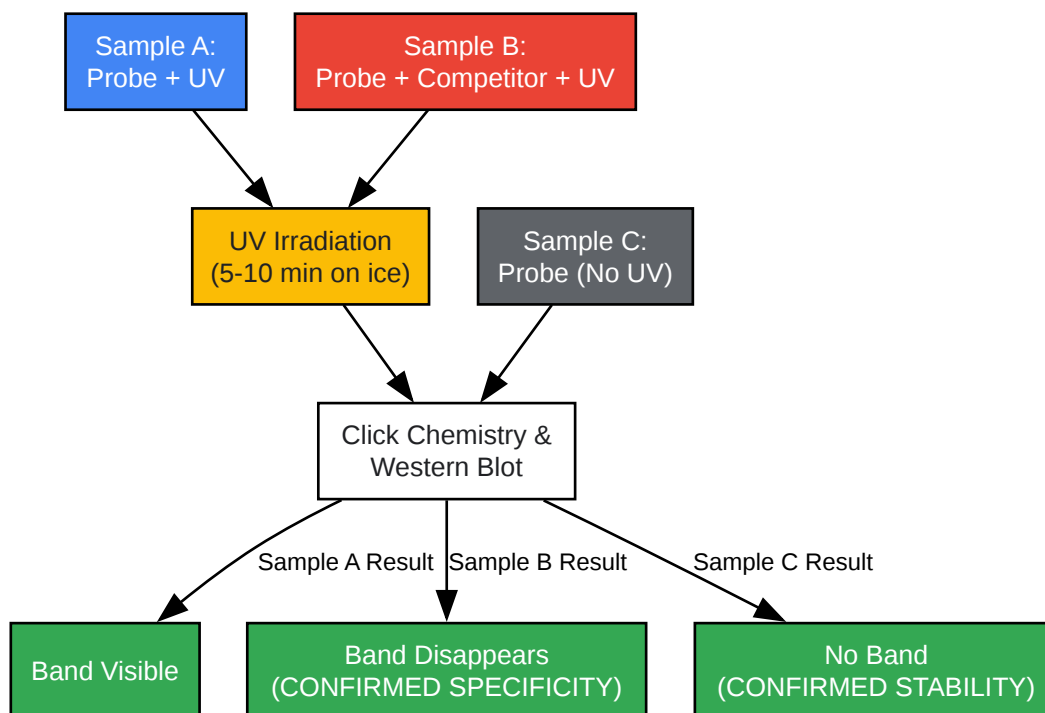 Sample A:
Probe + UV
Sample B:
Probe + Competitor + UV
UV Irradiation
(5-10 min on ice)
Sample C:
Probe (No UV)
Click Chemistry &
Western Blot
Sample A Result
Sample B Result
Sample C Result
Band Visible
Band Disappears
(CONFIRMED SPECIFICITY)
No Band
(CONFIRMED STABILITY)